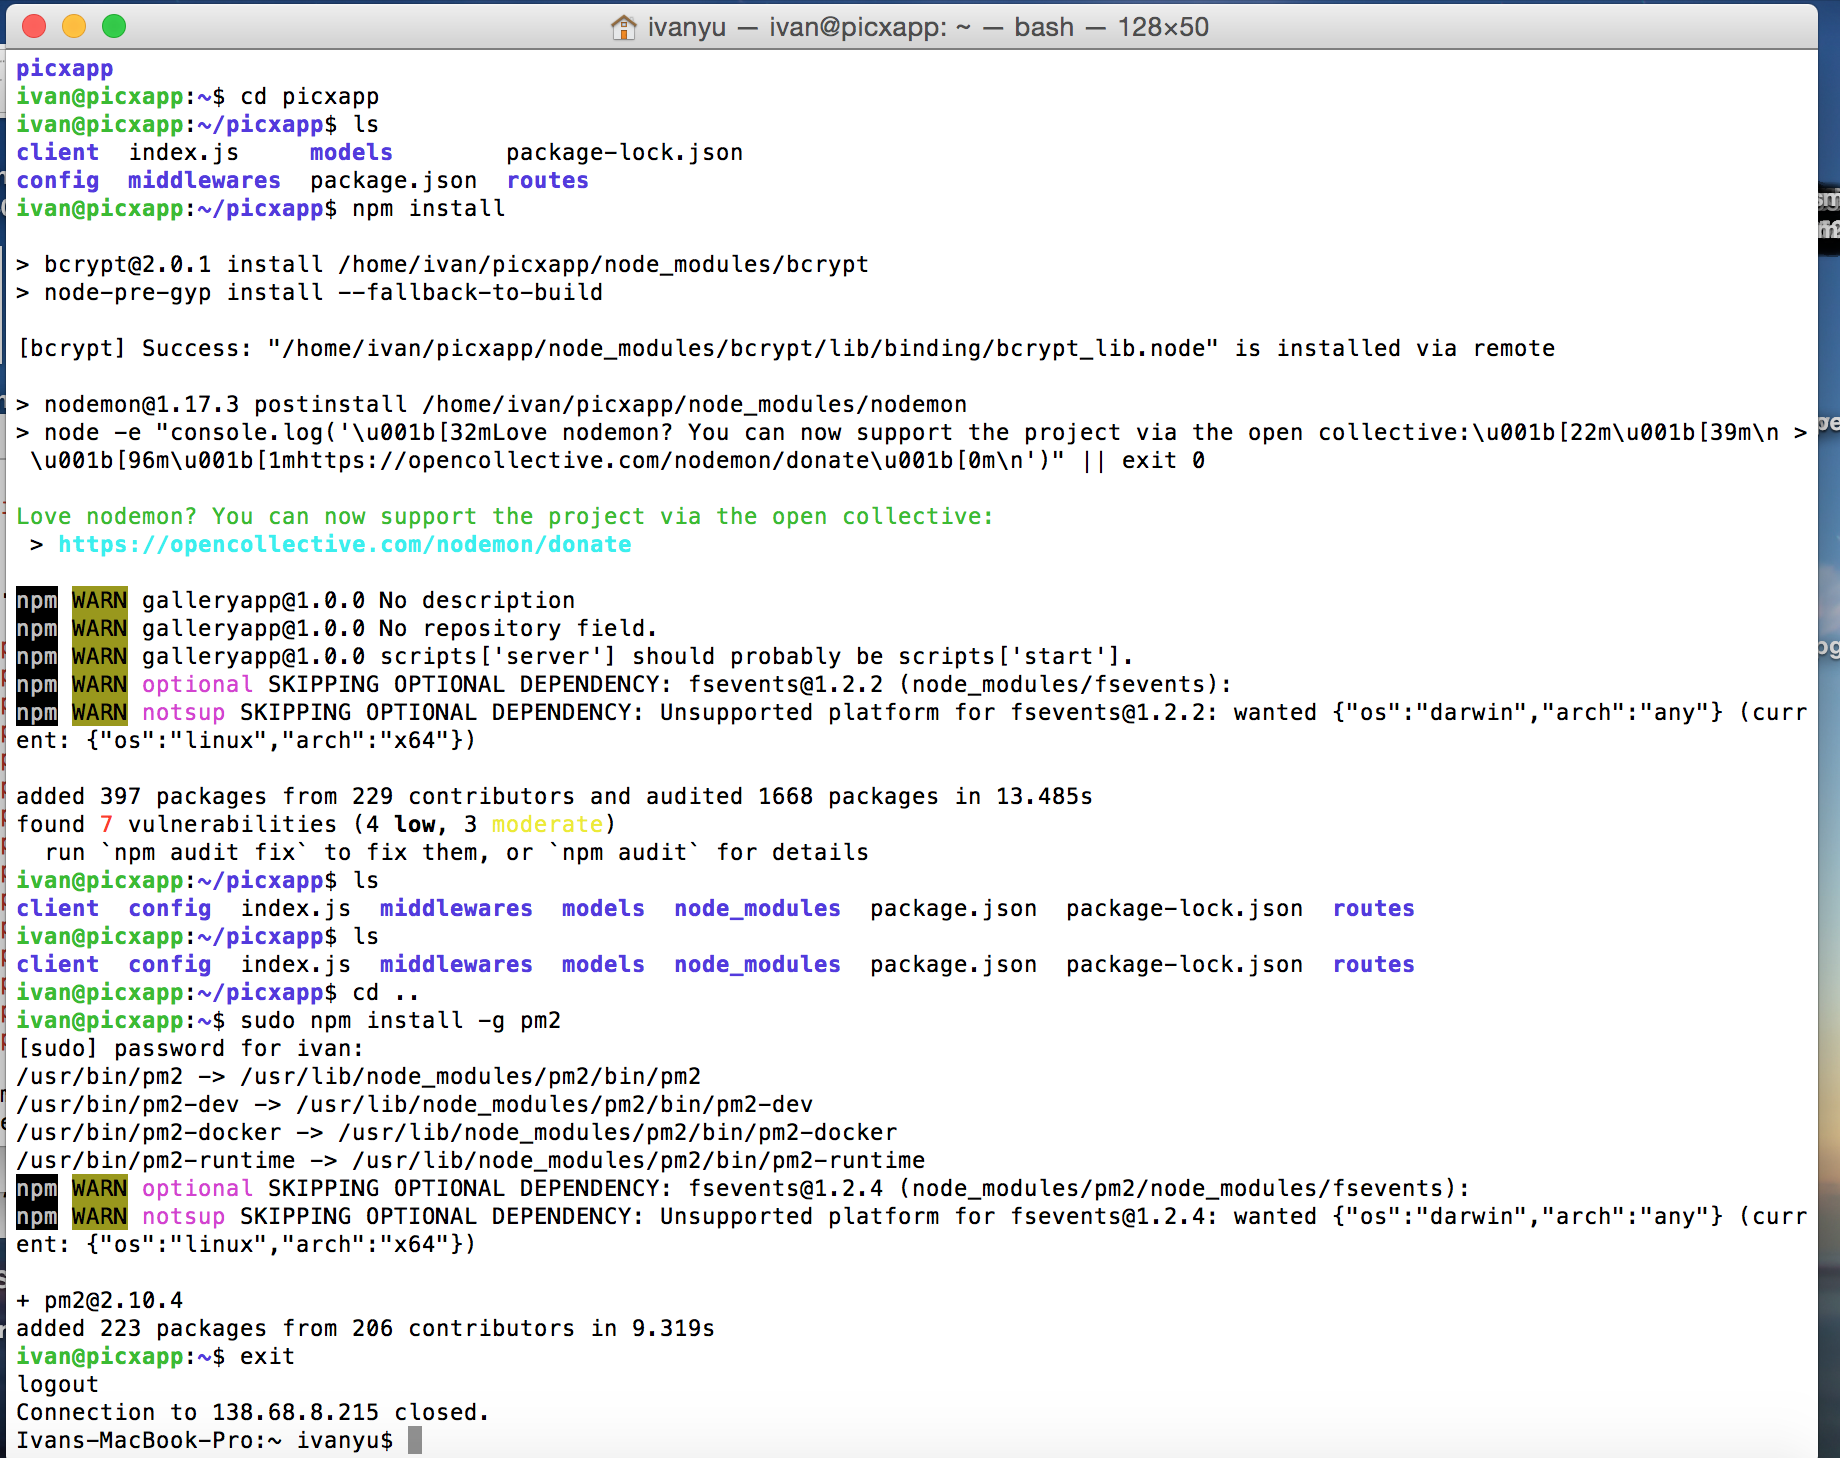 ivanyu — ivan@picxapp: ~ — bash — 128×50
picxapp
ivan@picxapp:~$ cd picxapp
ivan@picxapp:~/picxapp$ ls
client  index.js     models        package-lock.json
config  middlewares  package.json  routes
ivan@picxapp:~/picxapp$ npm install
> bcrypt@2.0.1 install /home/ivan/picxapp/node_modules/bcrypt
> node-pre-gyp install --fallback-to-build
[bcrypt] Success: "/home/ivan/picxapp/node_modules/bcrypt/lib/binding/bcrypt_lib.node" is installed via remote
> nodemon@1.17.3 postinstall /home/ivan/picxapp/node_modules/nodemon
> node -e "console.log('\u001b[32mLove nodemon? You can now support the project via the open collective:\u001b[22m\u001b[39m\n >
 \u001b[96m\u001b[1mhttps://opencollective.com/nodemon/donate\u001b[0m\n')" || exit 0
Love nodemon? You can now support the project via the open collective:
 > https://opencollective.com/nodemon/donate
npm WARN galleryapp@1.0.0 No description
npm WARN galleryapp@1.0.0 No repository field.
npm WARN galleryapp@1.0.0 scripts['server'] should probably be scripts['start'].
npm WARN optional SKIPPING OPTIONAL DEPENDENCY: fsevents@1.2.2 (node_modules/fsevents):
npm WARN notsup SKIPPING OPTIONAL DEPENDENCY: Unsupported platform for fsevents@1.2.2: wanted {"os":"darwin","arch":"any"} (curr
ent: {"os":"linux","arch":"x64"})
added 397 packages from 229 contributors and audited 1668 packages in 13.485s
found 7 vulnerabilities (4 low, 3 moderate)
  run `npm audit fix` to fix them, or `npm audit` for details
ivan@picxapp:~/picxapp$ ls
client  config  index.js  middlewares  models  node_modules  package.json  package-lock.json  routes
ivan@picxapp:~/picxapp$ ls
client  config  index.js  middlewares  models  node_modules  package.json  package-lock.json  routes
ivan@picxapp:~/picxapp$ cd ..
ivan@picxapp:~$ sudo npm install -g pm2
[sudo] password for ivan:
/usr/bin/pm2 -> /usr/lib/node_modules/pm2/bin/pm2
/usr/bin/pm2-dev -> /usr/lib/node_modules/pm2/bin/pm2-dev
/usr/bin/pm2-docker -> /usr/lib/node_modules/pm2/bin/pm2-docker
/usr/bin/pm2-runtime -> /usr/lib/node_modules/pm2/bin/pm2-runtime
npm WARN optional SKIPPING OPTIONAL DEPENDENCY: fsevents@1.2.4 (node_modules/pm2/node_modules/fsevents):
npm WARN notsup SKIPPING OPTIONAL DEPENDENCY: Unsupported platform for fsevents@1.2.4: wanted {"os":"darwin","arch":"any"} (curr
ent: {"os":"linux","arch":"x64"})
+ pm2@2.10.4
added 223 packages from 206 contributors in 9.319s
ivan@picxapp:~$ exit
logout
Connection to 138.68.8.215 closed.
Ivans-MacBook-Pro:~ ivanyu$